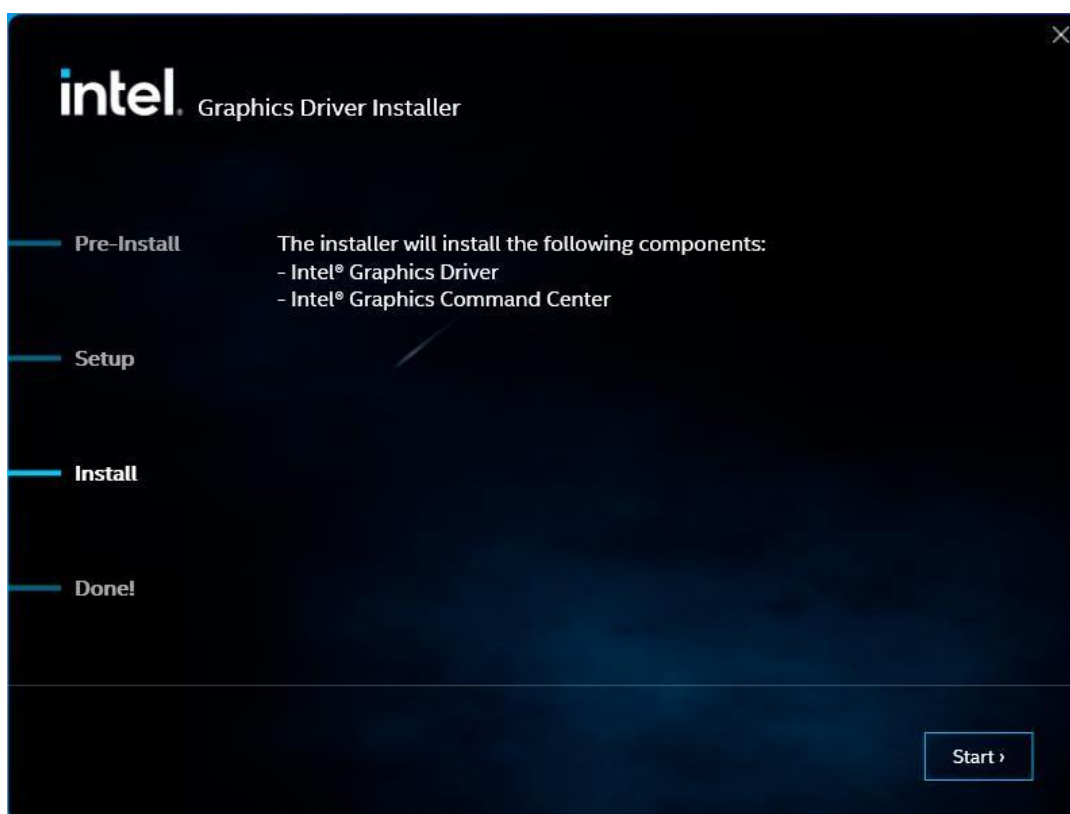 intel. Graphics Driver Installer
Pre-Install
The installer will install the following components:
- Intel® Graphics Driver
- Intel® Graphics Command Center
Setup
Install
Done!
Start ›